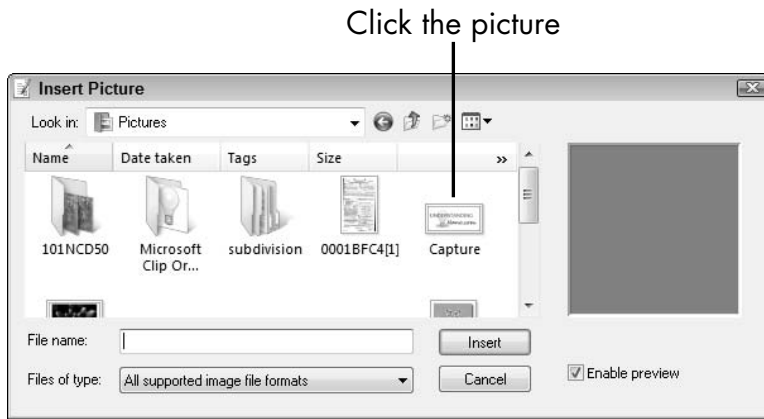 Click the picture
Insert Picture
Look in: Pictures
Name Date taken Tags Size »
101NCD50 Microsoft Clip Or... subdivision 0001BFC4[1] Capture
File name: Insert
Files of type: All supported image file formats Cancel
Enable preview